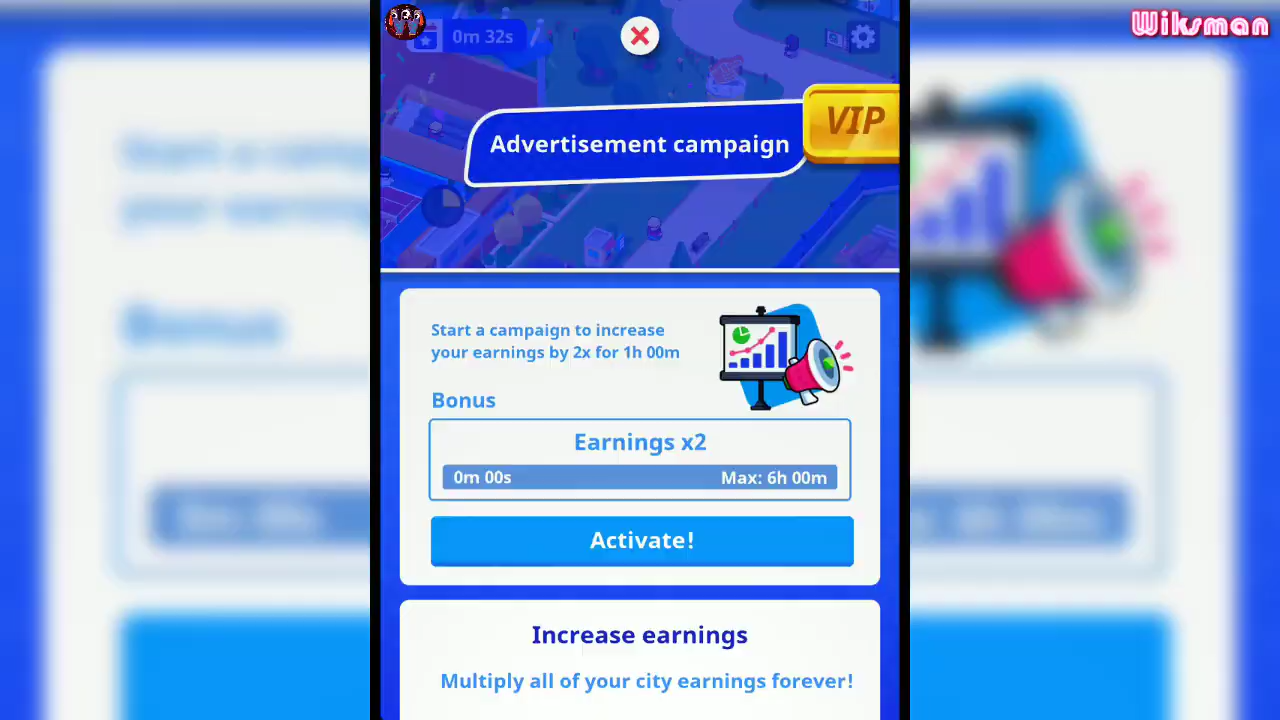 Wiksman
0m 32s
Advertisement campaign
VIP
Start a campaign to increase
your earnings by 2x for 1h 00m
Bonus
Earnings x2
0m 00s
Max: 6h 00m
Activate!
Increase earnings
Multiply all of your city earnings forever!